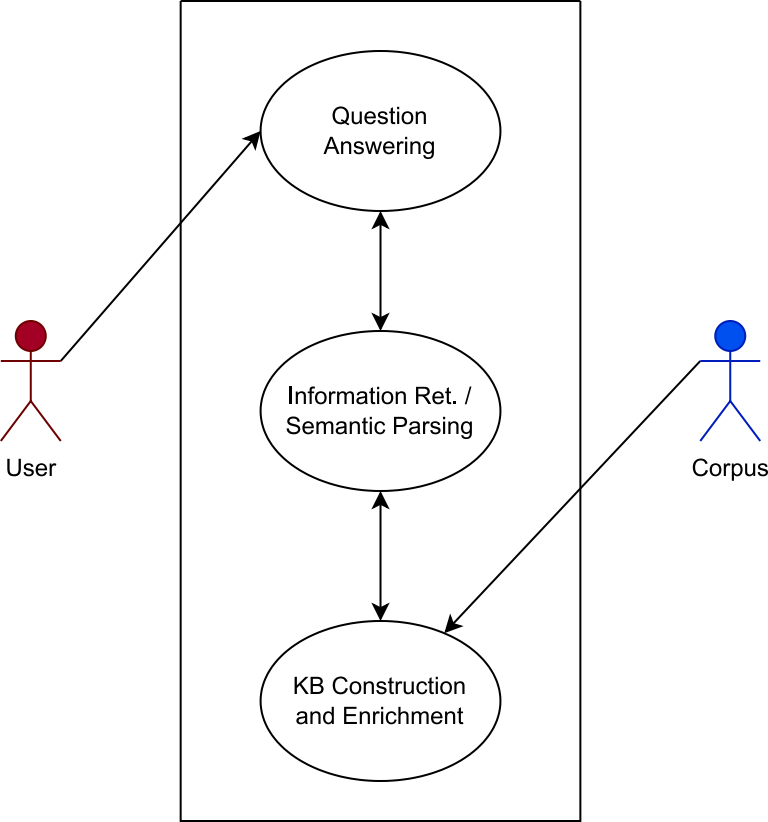 Question
Answering
Information Ret. /
Semantic Parsing
User
Corpus
KB Construction
and Enrichment